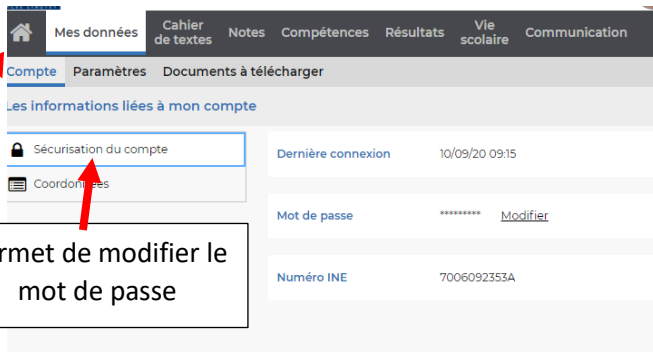 Mes données Cahier de textes Notes Compétences Résultats Vie scolaire Communication
Compte Paramètres Documents à télécharger
Les informations liées à mon compte
Sécurisation du compte
Dernière connexion 10/09/20 09:15
Coordonnées
Mot de passe ********* Modifier
rmet de modifier le
mot de passe
Numéro INE 7006092353A